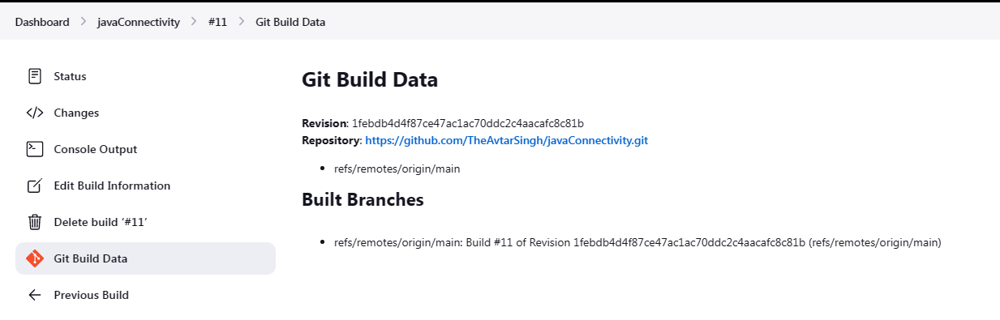 Dashboard > javaConnectivity > #11 > Git Build Data
Status
Changes
Console Output
Edit Build Information
Delete build ‘#11’
Git Build Data
Previous Build
Git Build Data
Revision: 1febdb4d4f87ce47ac1ac70ddc2c4aacafc8c81b
Repository: https://github.com/TheAvtarSingh/javaConnectivity.git
• refs/remotes/origin/main
Built Branches
• refs/remotes/origin/main: Build #11 of Revision 1febdb4d4f87ce47ac1ac70ddc2c4aacafc8c81b (refs/remotes/origin/main)